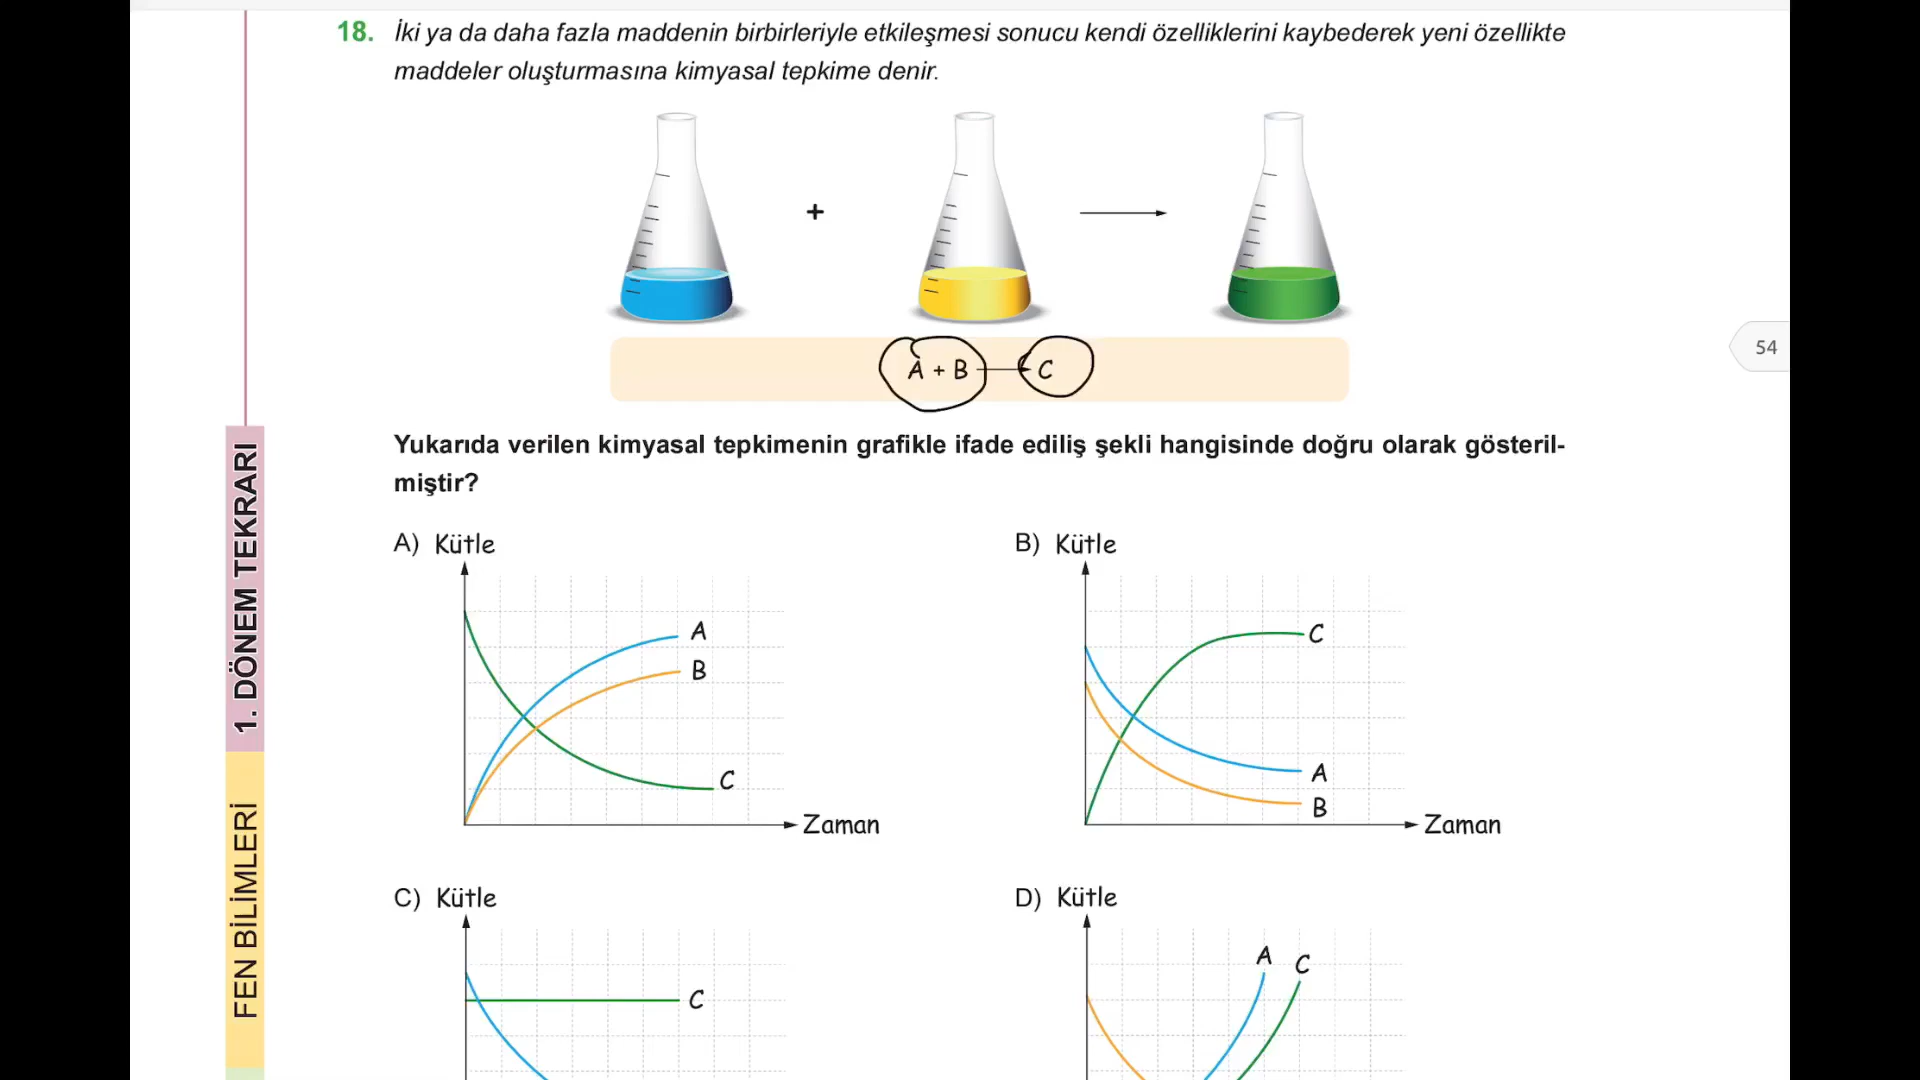 18. İki ya da daha fazla maddenin birbirleriyle etkileşmesi sonucu kendi özelliklerini kaybederek yeni özellikte
maddeler oluşturmasına kimyasal tepkime denir.
+
A + B → C
54
Yukarıda verilen kimyasal tepkimenin grafikle ifade ediliş şekli hangisinde doğru olarak gösteril-
miştir?
A) Kütle
A
B
C
Zaman
B) Kütle
C
A
B
Zaman
C) Kütle
C
D) Kütle
A C
1. DÖNEM TEKRARI
FEN BİLİMLERİ